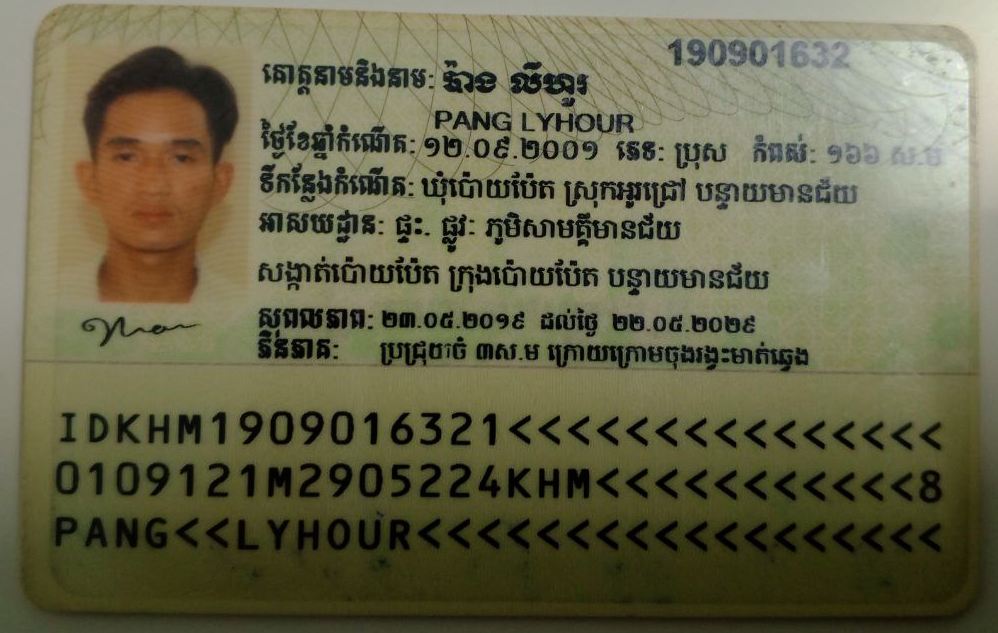 190901632
គោត្តនាមនិងនាម: ប៉ាង លីហួរ
PANG LYHOUR
ថ្ងៃខែឆ្នាំកំណើត: ១២.០៩.២០០១ ភេទ: ប្រុស កំពស់: ១៦៦ ស.ម
ទីកន្លែងកំណើត: ឃុំប៉ោយប៉ែត ស្រុកអូរជ្រៅ បន្ទាយមានជ័យ
អាសយដ្ឋាន: ផ្ទះ. ផ្លូវ: ភូមិសាមគ្គីមានជ័យ
សង្កាត់ប៉ោយប៉ែត ក្រុងប៉ោយប៉ែត បន្ទាយមានជ័យ
សុពលភាព: ២៣.០៥.២០១៩ ដល់ថ្ងៃ ២២.០៥.២០២៩
ភិនភាគ: ប្រជ្រុយចំ ៣ស.ម ក្រោយក្រោមចុងរង្វះមាត់ឆ្វេង
IDKHM1909016321<<<<<<<<<<<<<<<
0109121M2905224KHM<<<<<<<<<<<8
PANG<<LYHOUR<<<<<<<<<<<<<<<<<<